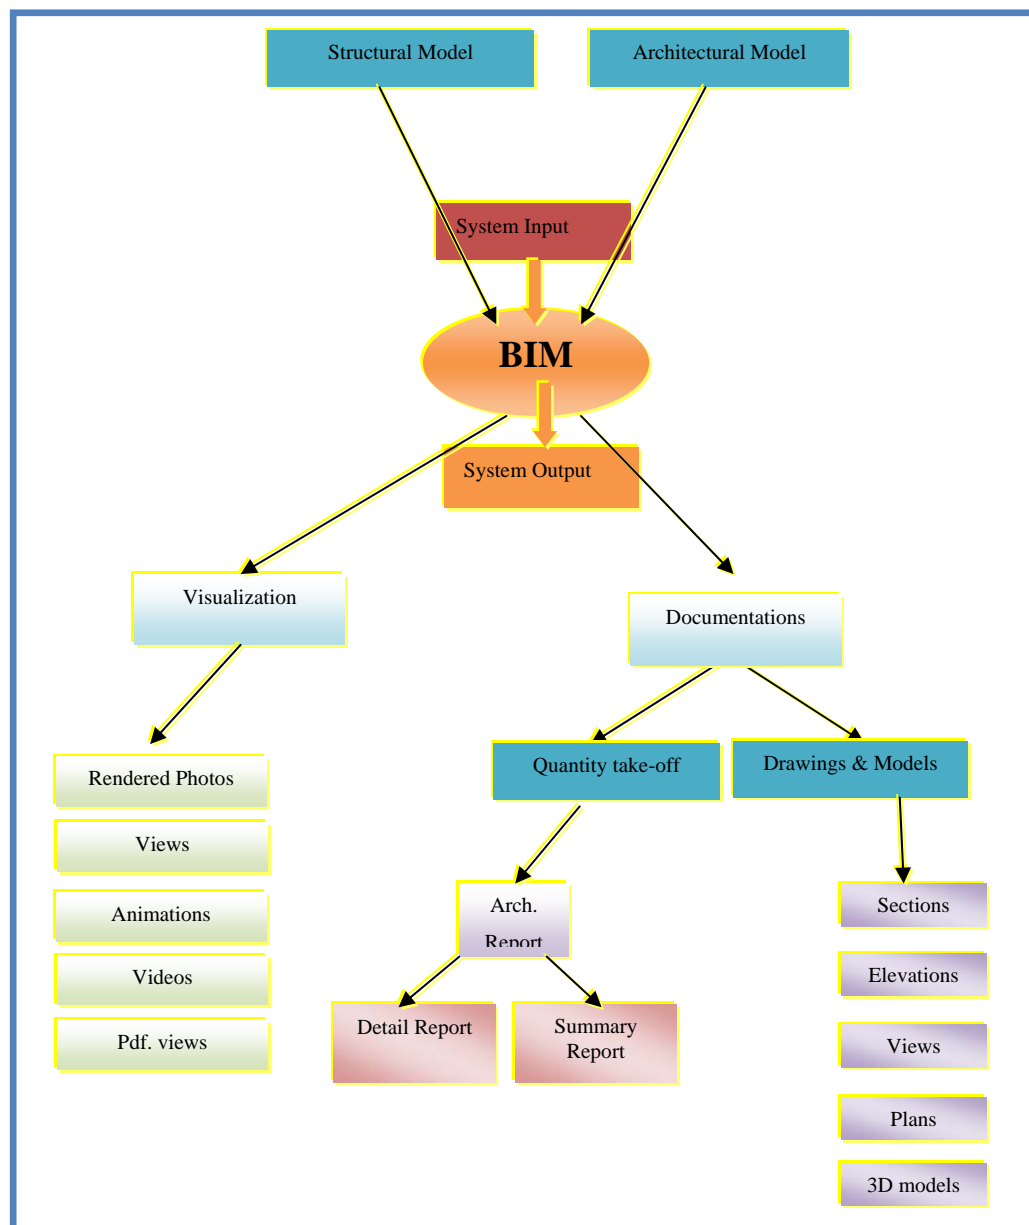 Structural Model
Architectural Model
System Input
BIM
System Output
Visualization
Documentations
Quantity take-off
Drawings & Models
Rendered Photos
Views
Animations
Videos
Pdf. views
Arch.
Report
Detail Report
Summary
Report
Sections
Elevations
Views
Plans
3D models